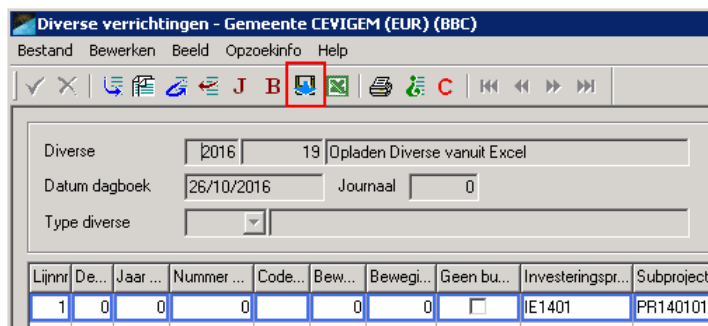 Diverse verrichtingen - Gemeente CEVIGEM (EUR) (BBC)
Bestand Bewerken Beeld Opzoekinfo Help
J B C
Diverse 2016 19 Opladen Diverse vanuit Excel
Datum dagboek 26/10/2016 Journaal 0
Type diverse
Lijnnr De... Jaar ... Nummer ... Code... Bew... Bewegi... Geen bu... Investeringspr... Subproject
1 0 0 0 0 0 IE1401 PR140101